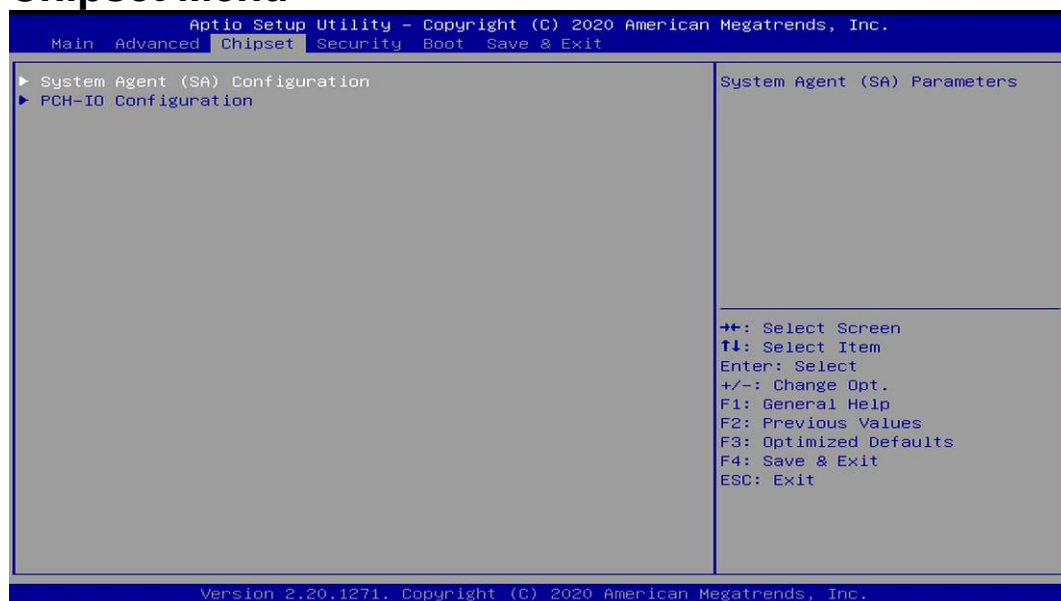 Chipset Menu
Aptio Setup Utility – Copyright (C) 2020 American Megatrends, Inc.
Main Advanced Chipset Security Boot Save & Exit
► System Agent (SA) Configuration
► PCH-IO Configuration
System Agent (SA) Parameters
→←: Select Screen
↑↓: Select Item
Enter: Select
+/-: Change Opt.
F1: General Help
F2: Previous Values
F3: Optimized Defaults
F4: Save & Exit
ESC: Exit
Version 2.20.1271. Copyright (C) 2020 American Megatrends, Inc.